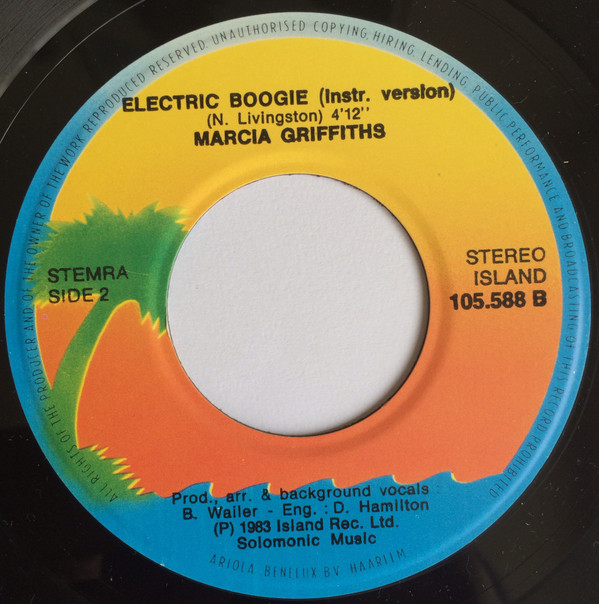 ALL RIGHTS OF THE PRODUCER AND OF THE OWNER OF THE WORK REPRODUCED RESERVED. UNAUTHORISED COPYING, HIRING, LENDING, PUBLIC PERFORMANCE AND BROADCASTING OF THIS RECORD PROHIBITED
ELECTRIC BOOGIE (Instr. version)
(N. Livingston) 4'12''
MARCIA GRIFFITHS
STEMRA
SIDE 2
STEREO
ISLAND
105.588 B
Prod., arr. & background vocals :
B. Wailer - Eng. : D. Hamilton
(P) 1983 Island Rec. Ltd.
Solomonic Music
ARIOLA BENELUX B.V. HAARLEM